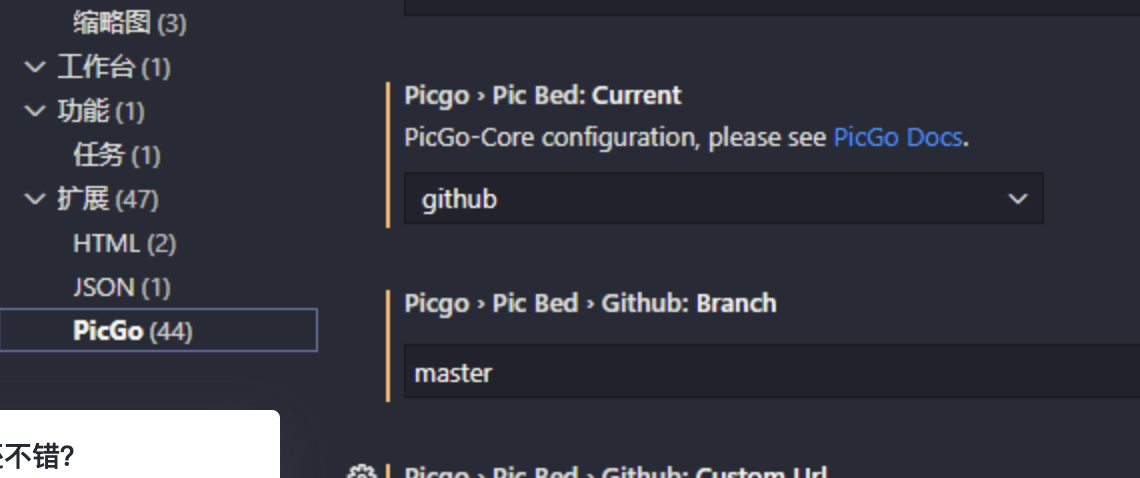 缩略图 (3)
工作台 (1)
功能 (1)
任务 (1)
扩展 (47)
HTML (2)
JSON (1)
PicGo (44)
不错?
Picgo › Pic Bed: Current
PicGo-Core configuration, please see PicGo Docs.
github
Picgo › Pic Bed › Github: Branch
master
Picgo › Pic Bed › Github: Custom Url